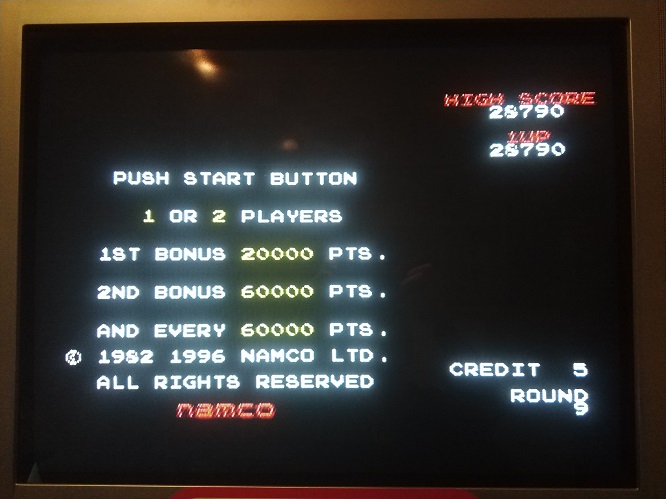 HIGH SCORE
28790
1UP
28790
PUSH START BUTTON
1 OR 2 PLAYERS
1ST BONUS 20000 PTS.
2ND BONUS 60000 PTS.
AND EVERY 60000 PTS.
© 1982 1996 NAMCO LTD.
ALL RIGHTS RESERVED
namco
CREDIT 5
ROUND
9